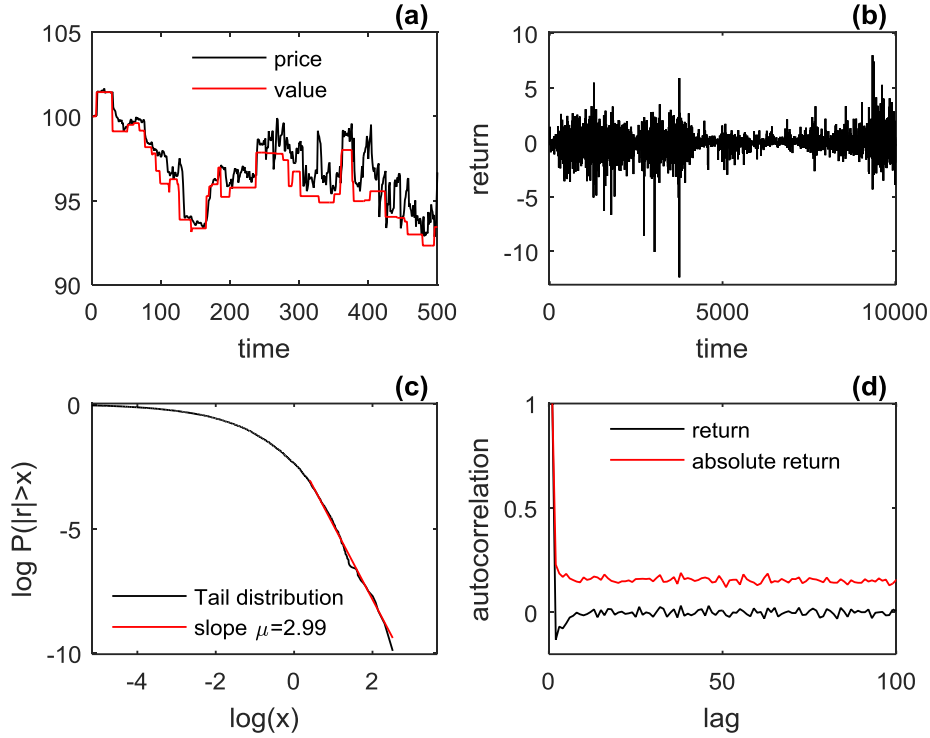 (a)
105
100
95
90
price
value
0 100 200 300 400 500
time
(b)
10
5
0
-5
-10
return
0 5000 10000
time
(c)
0
-5
-10
log P(|r|>x)
Tail distribution
slope μ=2.99
-4 -2 0 2
log(x)
(d)
1
0.5
0
autocorrelation
return
absolute return
0 50 100
lag